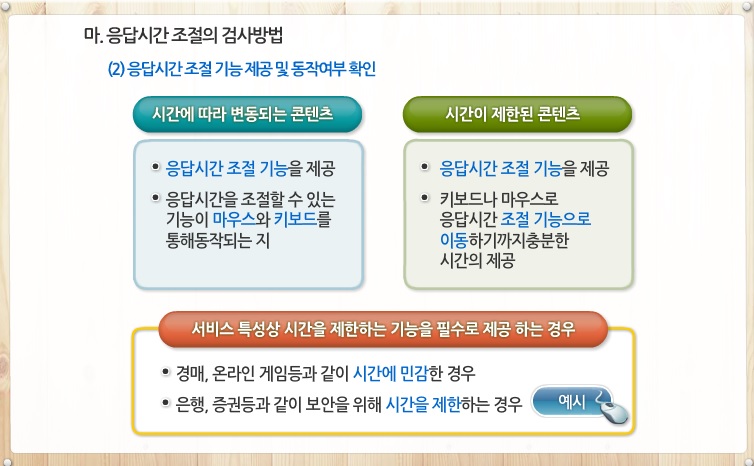 마. 응답시간 조절의 검사방법
(2) 응답시간 조절 기능 제공 및 동작여부 확인
시간에 따라 변동되는 콘텐츠
• 응답시간 조절 기능을 제공
• 응답시간을 조절할 수 있는
기능이 마우스와 키보드를
통해동작되는 지
시간이 제한된 콘텐츠
• 응답시간 조절 기능을 제공
• 키보드나 마우스로
응답시간 조절 기능으로
이동하기까지충분한
시간의 제공
서비스 특성상 시간을 제한하는 기능을 필수로 제공 하는 경우
• 경매, 온라인 게임등과 같이 시간에 민감한 경우
• 은행, 증권등과 같이 보안을 위해 시간을 제한하는 경우
예시